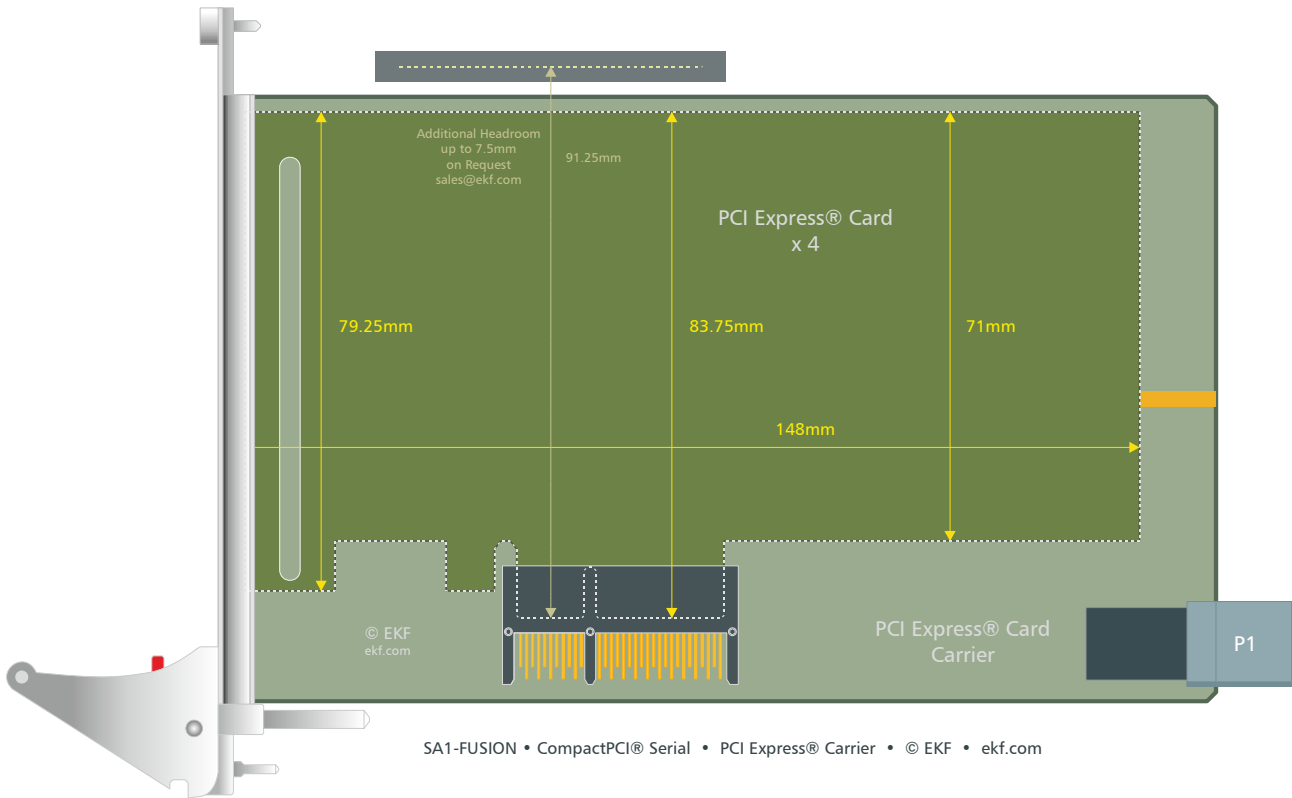 Additional Headroom
up to 7.5mm
on Request
sales@ekf.com
91.25mm
PCI Express® Card
x 4
79.25mm
83.75mm
71mm
148mm
© EKF
ekf.com
PCI Express® Card
Carrier
P1
SA1-FUSION • CompactPCI® Serial • PCI Express® Carrier • © EKF • ekf.com